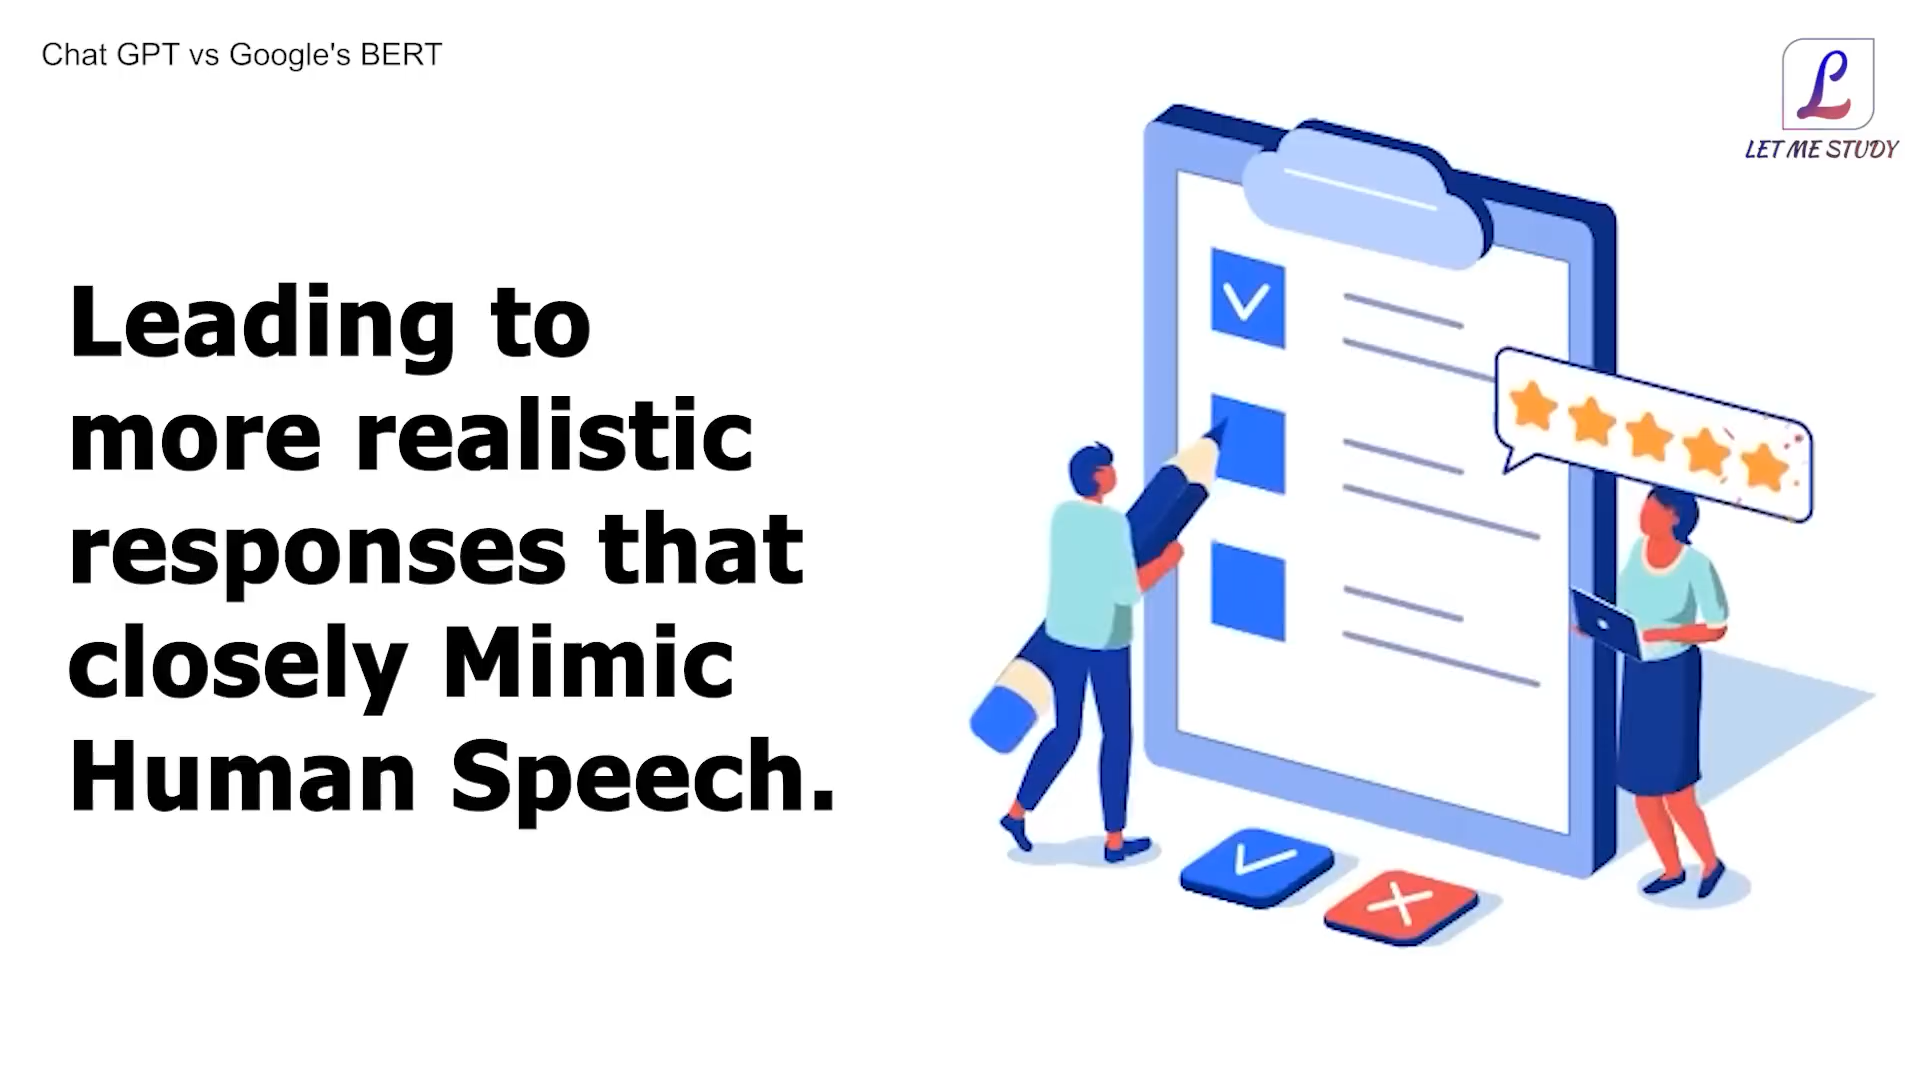 Chat GPT vs Google's BERT
L
LET ME STUDY
Leading to
more realistic
responses that
closely Mimic
Human Speech.